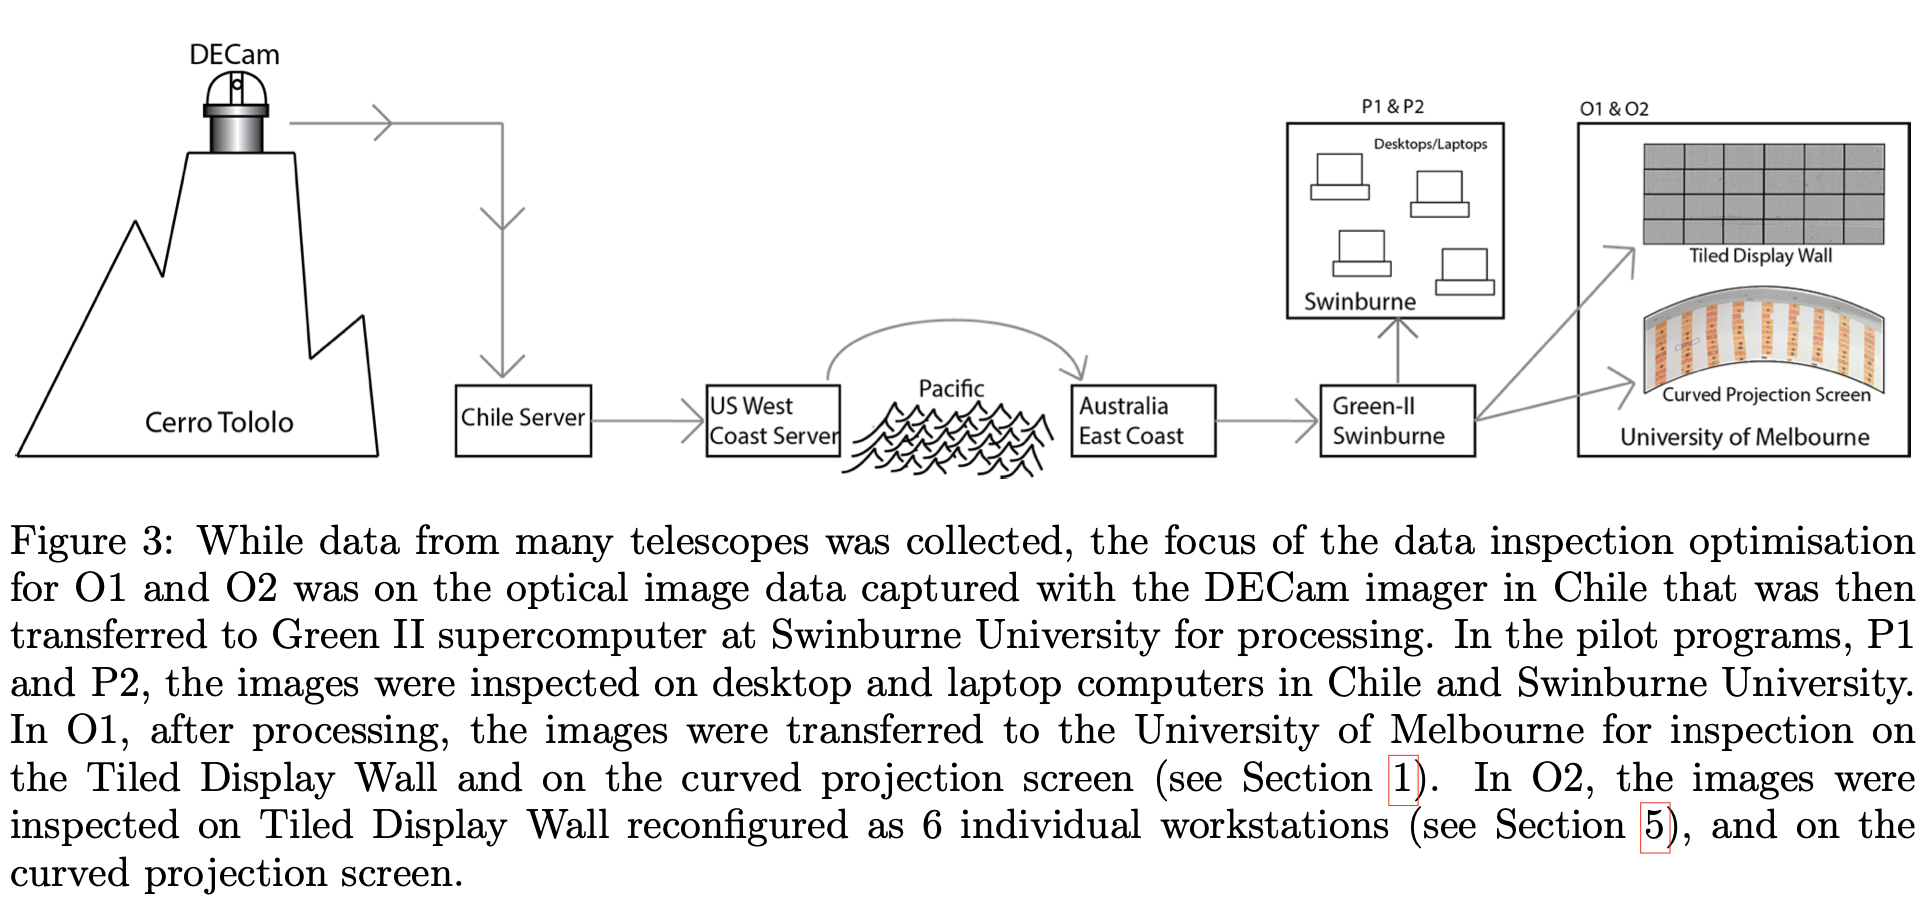 DECam
P1 & P2
O1 & O2
Desktops/Laptops
Tiled Display Wall
Swinburne
Curved Projection Screen
University of Melbourne
Cerro Tololo
Chile Server
US West
Coast Server
Pacific
Australia
East Coast
Green-II
Swinburne
Figure 3: While data from many telescopes was collected, the focus of the data inspection optimisation
for O1 and O2 was on the optical image data captured with the DECam imager in Chile that was then
transferred to Green II supercomputer at Swinburne University for processing. In the pilot programs, P1
and P2, the images were inspected on desktop and laptop computers in Chile and Swinburne University.
In O1, after processing, the images were transferred to the University of Melbourne for inspection on
the Tiled Display Wall and on the curved projection screen (see Section 1). In O2, the images were
inspected on Tiled Display Wall reconfigured as 6 individual workstations (see Section 5), and on the
curved projection screen.